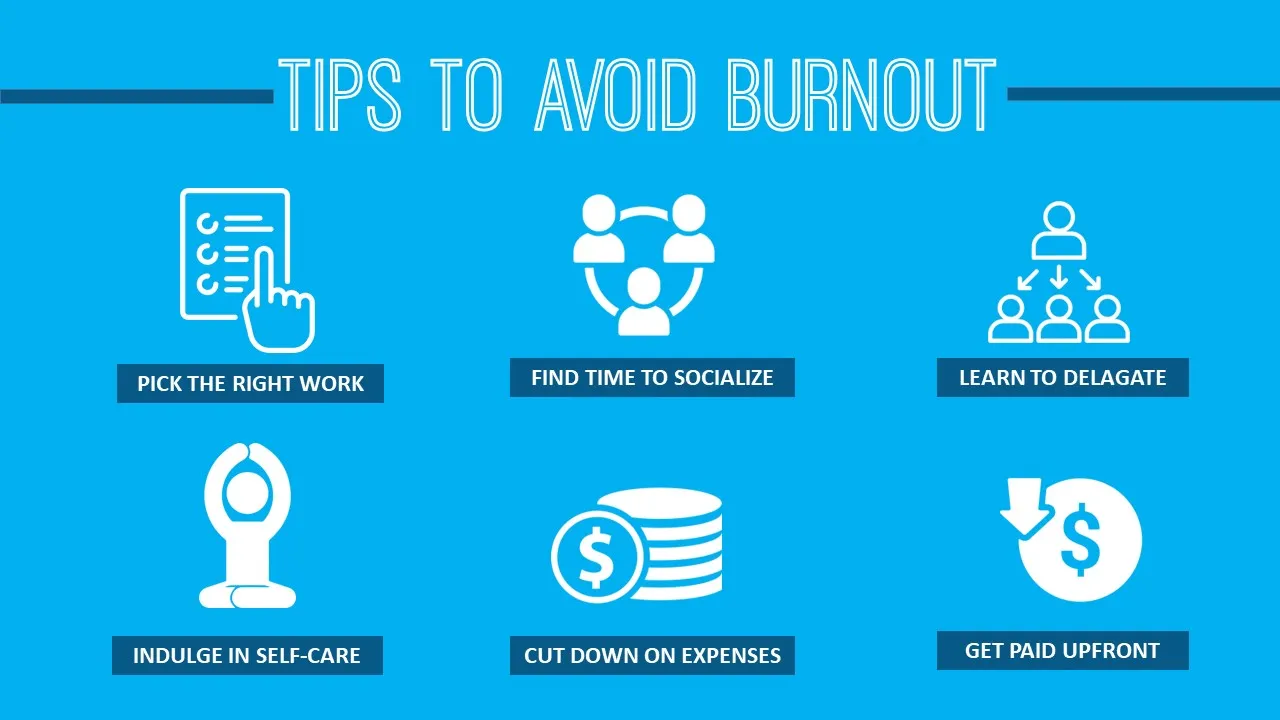 TIPS TO AVOID BURNOUT
PICK THE RIGHT WORK
FIND TIME TO SOCIALIZE
LEARN TO DELAGATE
INDULGE IN SELF-CARE
$
CUT DOWN ON EXPENSES
$
GET PAID UPFRONT